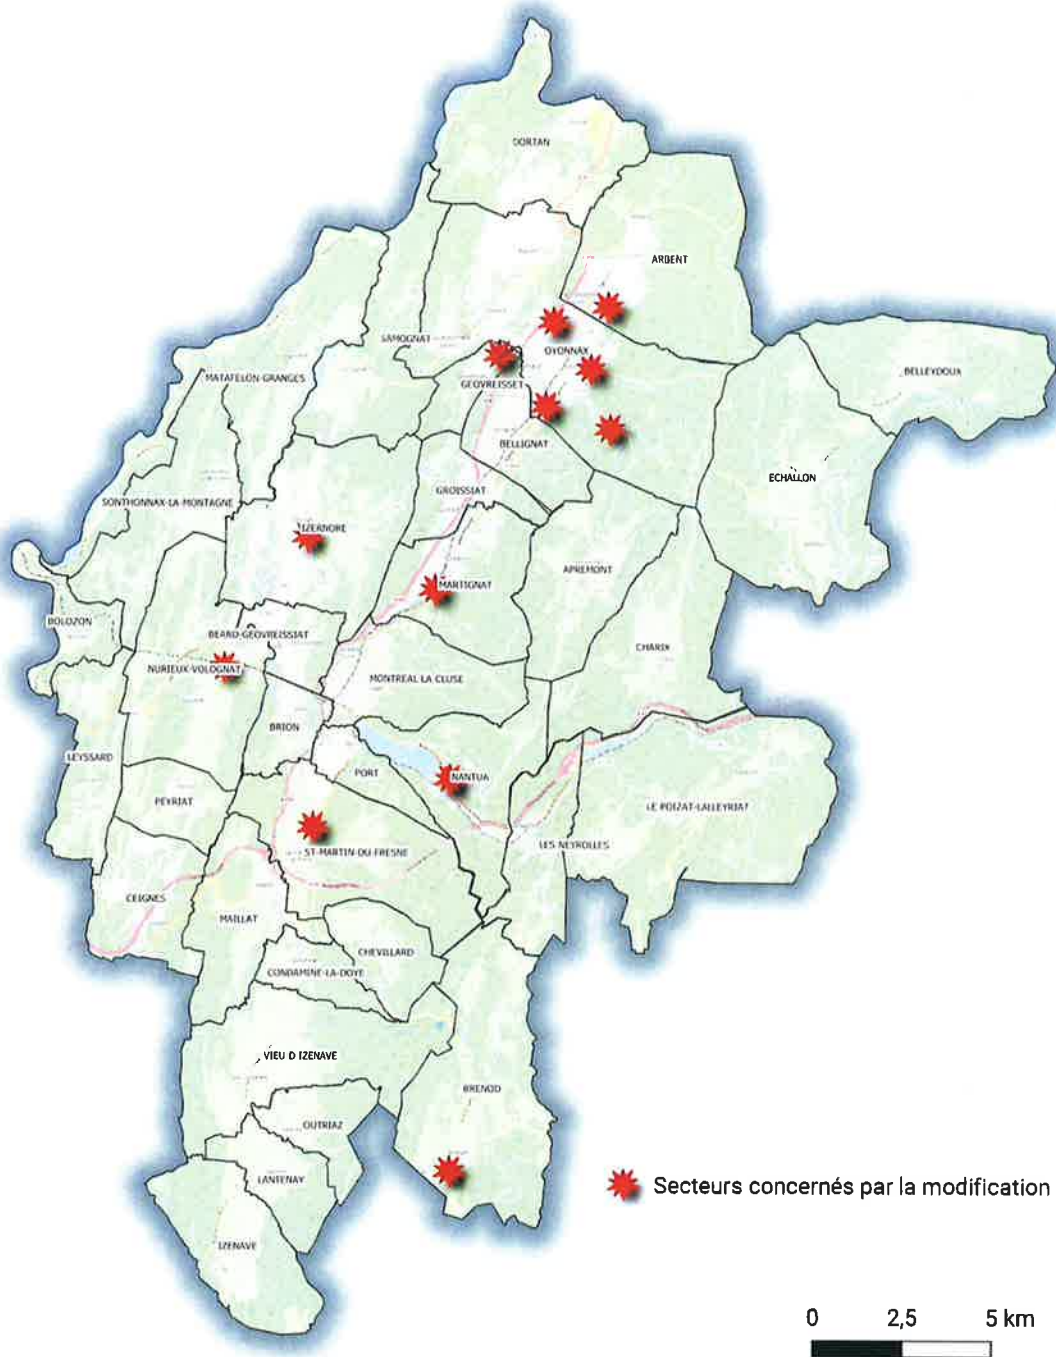 DORTAN
ARBENT
SAMOGNAT
OYONNAX
BELLEYDOUX
MATAFELON-GRANGES
GEOVREISSET
BELLIGNAT
ECHALLON
GROISSIAT
SONTHONNAX-LA-MONTAGNE
IZERNORE
APREMONT
MARTIGNAT
BOLOZON
BEARD-GEOVREISSIAT
CHARIX
NURIEUX-VOLOGNAT
MONTREAL LA CLUSE
BRION
LEYSSARD
PORT
NANTUA
PEYRIAT
LE POIZAT-LALLEYRIAT
LES NEYROLLES
ST-MARTIN-DU-FRESNE
CEIGNES
MAILLAT
CHEVILLARD
CONDAMINE-LA-DOYE
VIEU D IZENAVE
BRENOD
OUTRIAZ
LANTENAY
Secteurs concernés par la modification
IZENAVE
0 2,5 5 km